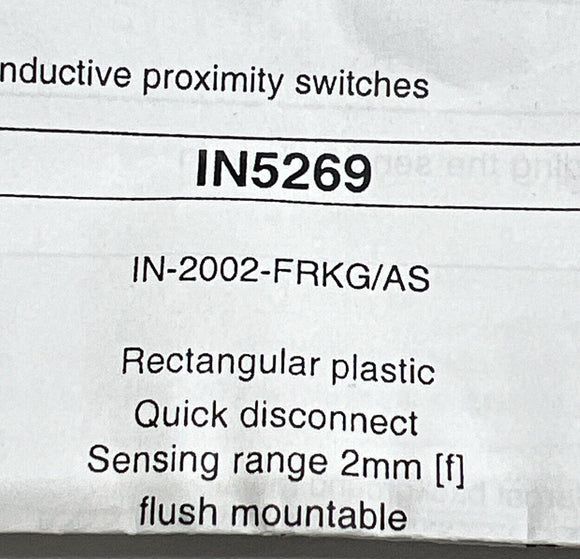 nductive proximity switches
IN5269
IN-2002-FRKG/AS
Rectangular plastic
Quick disconnect
Sensing range 2mm [f]
flush mountable